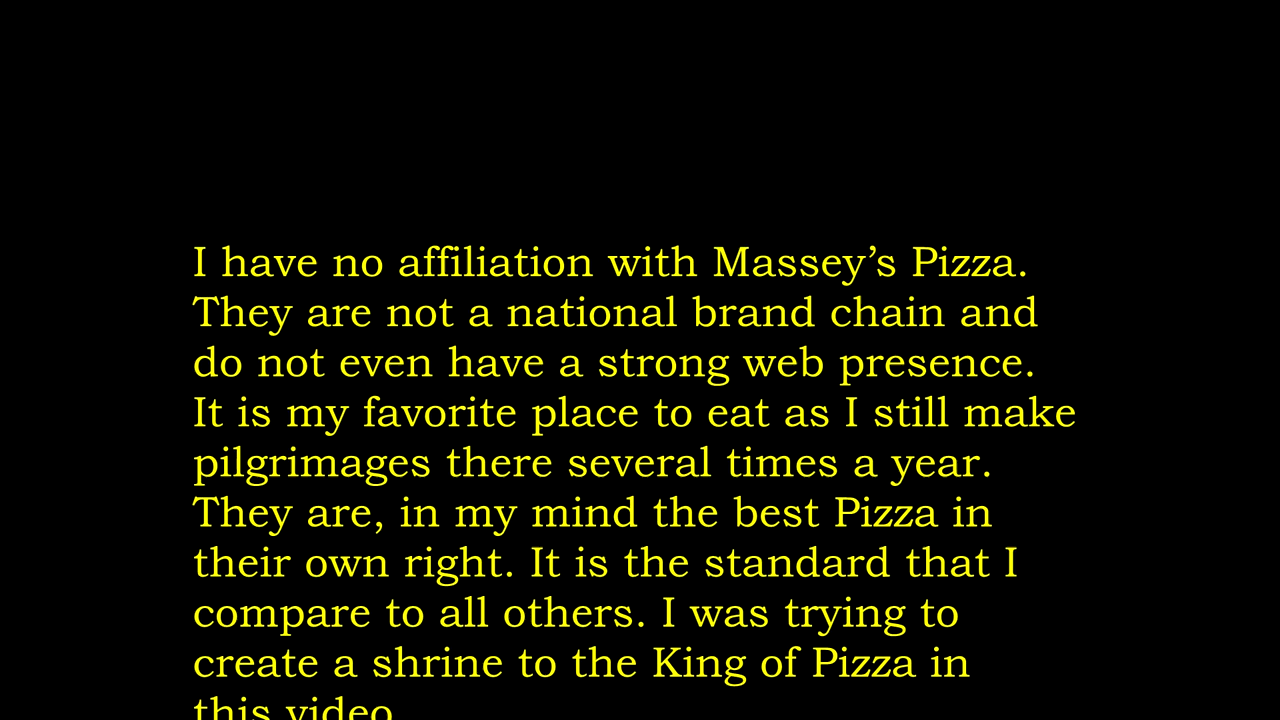 I have no affiliation with Massey’s Pizza.
They are not a national brand chain and
do not even have a strong web presence.
It is my favorite place to eat as I still make
pilgrimages there several times a year.
They are, in my mind the best Pizza in
their own right. It is the standard that I
compare to all others. I was trying to
create a shrine to the King of Pizza in
this video